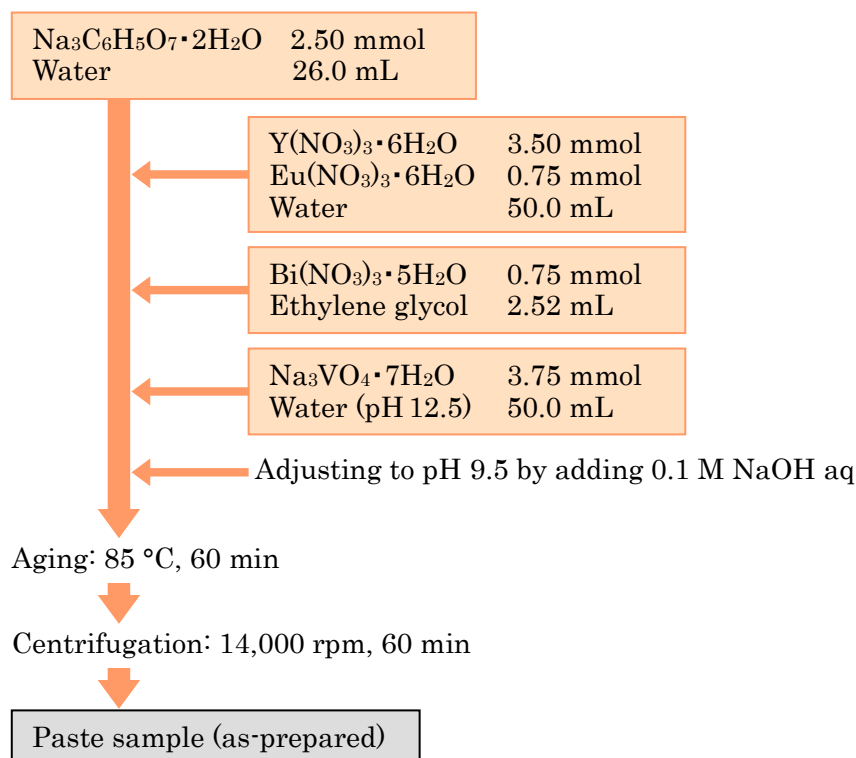 Na₃C₆H₅O₇･2H₂O 2.50 mmol
Water 26.0 mL
Y(NO₃)₃･6H₂O 3.50 mmol
Eu(NO₃)₃･6H₂O 0.75 mmol
Water 50.0 mL
Bi(NO₃)₃･5H₂O 0.75 mmol
Ethylene glycol 2.52 mL
Na₃VO₄･7H₂O 3.75 mmol
Water (pH 12.5) 50.0 mL
Adjusting to pH 9.5 by adding 0.1 M NaOH aq
Aging: 85 °C, 60 min
Centrifugation: 14,000 rpm, 60 min
Paste sample (as-prepared)